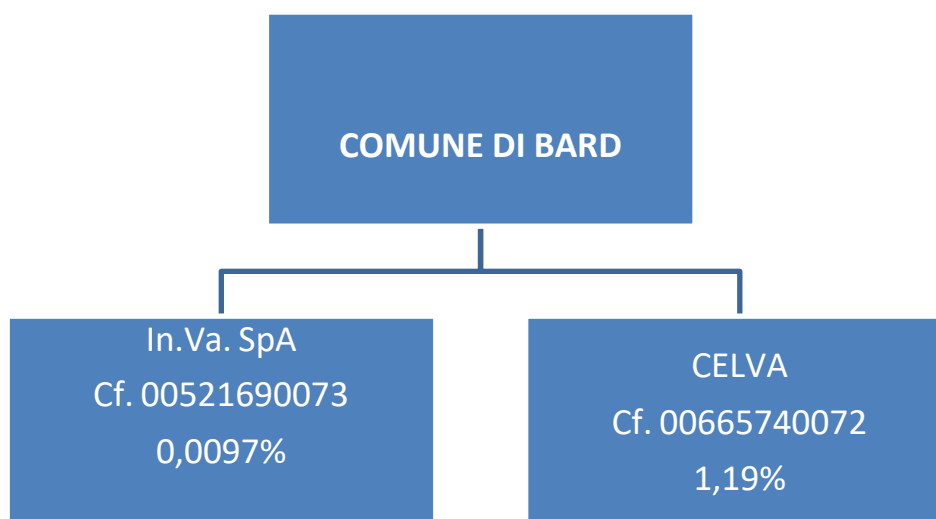 COMUNE DI BARD
In.Va. SpA
Cf. 00521690073
0,0097%
CELVA
Cf. 00665740072
1,19%